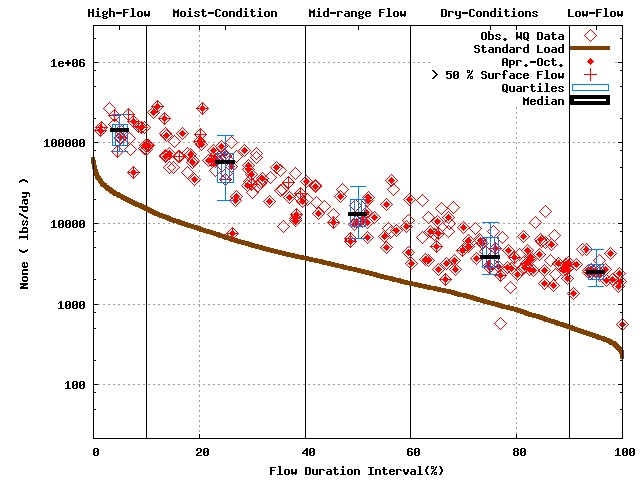 High-Flow Moist-Condition Mid-range Flow Dry-Conditions Low-Flow
Obs. WQ Data
Standard Load
Apr.-Oct.
> 50 % Surface Flow
Quartiles
Median
1e+06
100000
10000
1000
100
None ( lbs/day )
0 20 40 60 80 100
Flow Duration Interval(%)